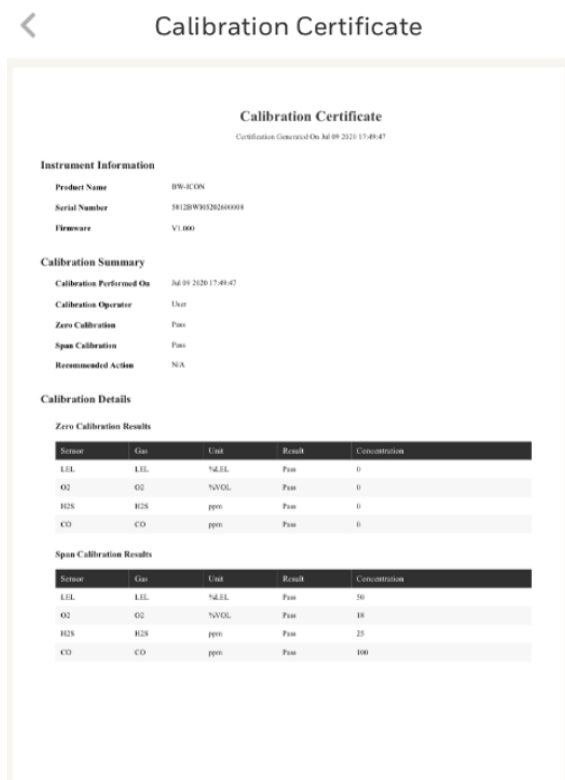 Calibration Certificate
Calibration Certificate
Certification Generated On Jul 09 2020 17:49:47
Instrument Information
Product Name BW-ICON
Serial Number
Firmware V1.000
Calibration Summary
Calibration Performed On Jul 09 2020 17:49:47
Calibration Operator User
Zero Calibration Pass
Span Calibration Pass
Recommended Action N/A
Calibration Details
Zero Calibration Results
Sensor Gas Unit Result Concentration
LEL LEL %LEL Pass 0
O2 O2 %VOL Pass 0
H2S H2S ppm Pass 0
CO CO ppm Pass 0
Span Calibration Results
Sensor Gas Unit Result Concentration
LEL LEL %LEL Pass 50
O2 O2 %VOL Pass 18
H2S H2S ppm Pass 25
CO CO ppm Pass 100